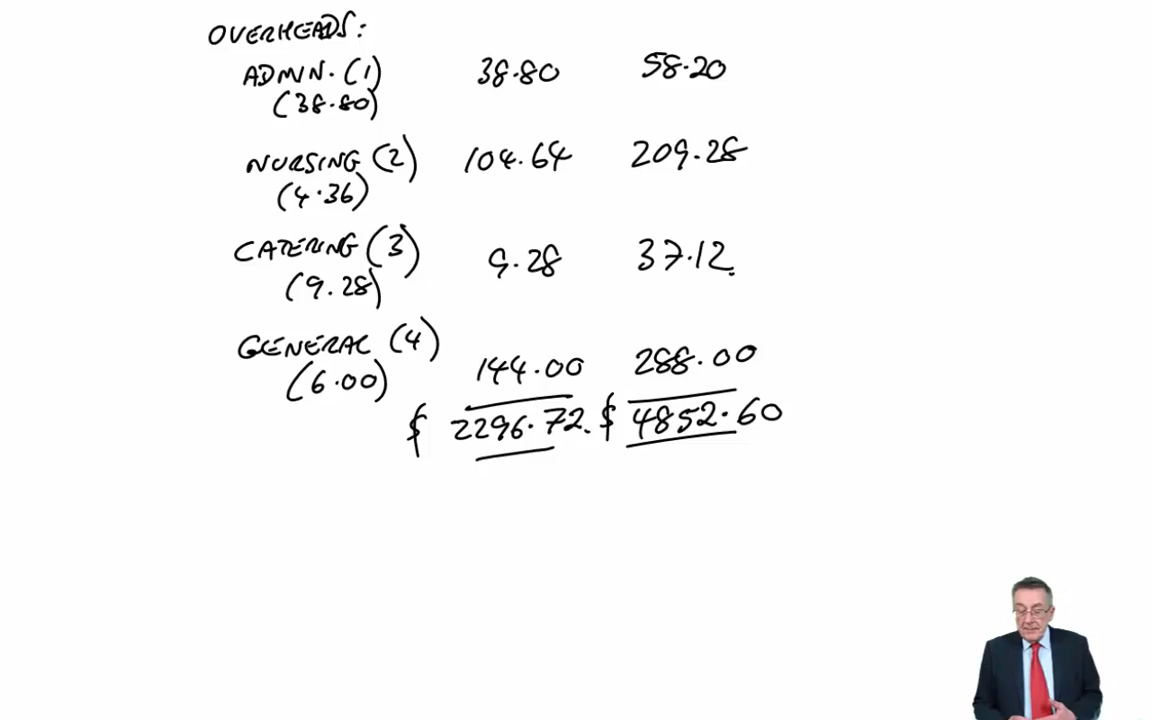 OVERHEADS:
ADMIN. (1) 38.80 58.20
(38.80)
NURSING (2) 104.64 209.28
(4.36)
CATERING (3) 9.28 37.12
(9.28)
GENERAL (4) 144.00 288.00
(6.00)
$ 2296.72. $ 4852.60